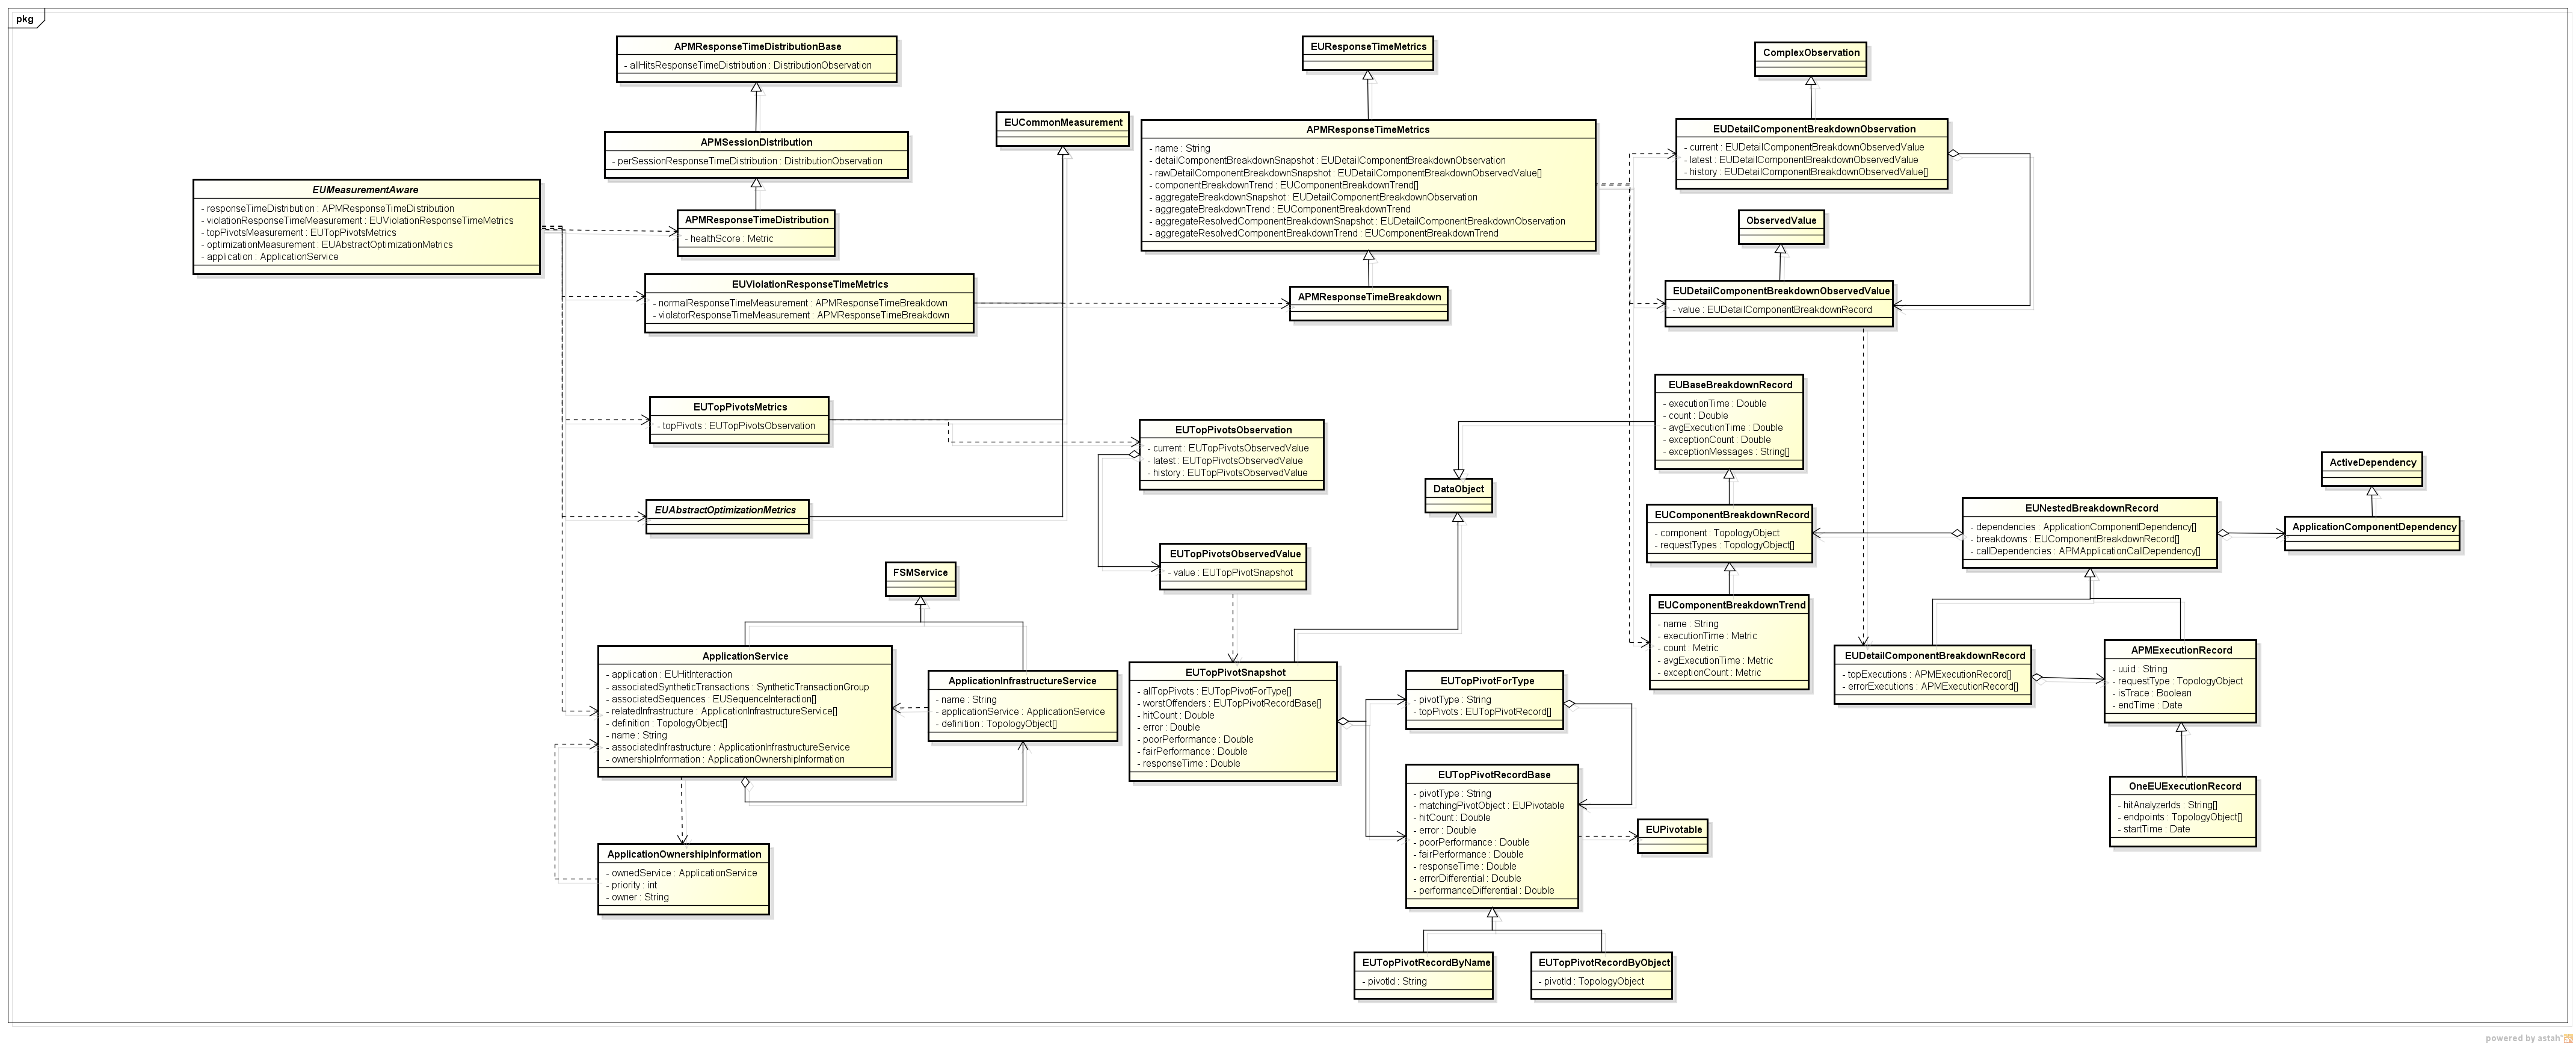 pkg
APMResponseTimeDistributionBase
- allHitsResponseTimeDistribution : DistributionObservation
APMSessionDistribution
- perSessionResponseTimeDistribution : DistributionObservation
EUMeasurementAware
- responseTimeDistribution : APMResponseTimeDistribution
- violationResponseTimeMeasurement : EUViolationResponseTimeMetrics
- topPivotsMeasurement : EUTopPivotsMetrics
- optimizationMeasurement : EUAbstractOptimizationMetrics
- application : ApplicationService
APMResponseTimeDistribution
- healthScore : Metric
EUViolationResponseTimeMetrics
- normalResponseTimeMeasurement : APMResponseTimeBreakdown
- violatorResponseTimeMeasurement : APMResponseTimeBreakdown
EUTopPivotsMetrics
- topPivots : EUTopPivotsObservation
EUAbstractOptimizationMetrics
EUCommonMeasurement
EUResponseTimeMetrics
APMResponseTimeMetrics
- name : String
- detailComponentBreakdownSnapshot : EUDetailComponentBreakdownObservation
- rawDetailComponentBreakdownSnapshot : EUDetailComponentBreakdownObservedValue[]
- componentBreakdownTrend : EUComponentBreakdownTrend[]
- aggregateBreakdownSnapshot : EUDetailComponentBreakdownObservation
- aggregateBreakdownTrend : EUComponentBreakdownTrend
- aggregateResolvedComponentBreakdownSnapshot : EUDetailComponentBreakdownObservation
- aggregateResolvedComponentBreakdownTrend : EUComponentBreakdownTrend
APMResponseTimeBreakdown
ComplexObservation
EUDetailComponentBreakdownObservation
- current : EUDetailComponentBreakdownObservedValue
- latest : EUDetailComponentBreakdownObservedValue
- history : EUDetailComponentBreakdownObservedValue[]
ObservedValue
EUDetailComponentBreakdownObservedValue
- value : EUDetailComponentBreakdownRecord
EUBaseBreakdownRecord
- executionTime : Double
- count : Double
- avgExecutionTime : Double
- exceptionCount : Double
- exceptionMessages : String[]
EUTopPivotsObservation
- current : EUTopPivotsObservedValue
- latest : EUTopPivotsObservedValue
- history : EUTopPivotsObservedValue
DataObject
EUComponentBreakdownRecord
- component : TopologyObject
- requestTypes : TopologyObject[]
EUNestedBreakdownRecord
- dependencies : ApplicationComponentDependency[]
- breakdowns : EUComponentBreakdownRecord[]
- callDependencies : APMApplicationCallDependency[]
ActiveDependency
ApplicationComponentDependency
EUTopPivotsObservedValue
- value : EUTopPivotSnapshot
FSMService
EUComponentBreakdownTrend
- name : String
- executionTime : Metric
- count : Metric
- avgExecutionTime : Metric
- exceptionCount : Metric
ApplicationService
- application : EUHitInteraction
- associatedSyntheticTransactions : SyntheticTransactionGroup
- associatedSequences : EUSequenceInteraction[]
- relatedInfrastructure : ApplicationInfrastructureService[]
- definition : TopologyObject[]
- name : String
- associatedInfrastructure : ApplicationInfrastructureService
- ownershipInformation : ApplicationOwnershipInformation
ApplicationInfrastructureService
- name : String
- applicationService : ApplicationService
- definition : TopologyObject[]
EUTopPivotSnapshot
- allTopPivots : EUTopPivotForType[]
- worstOffenders : EUTopPivotRecordBase[]
- hitCount : Double
- error : Double
- poorPerformance : Double
- fairPerformance : Double
- responseTime : Double
EUTopPivotForType
- pivotType : String
- topPivots : EUTopPivotRecord[]
EUDetailComponentBreakdownRecord
- topExecutions : APMExecutionRecord[]
- errorExecutions : APMExecutionRecord[]
APMExecutionRecord
- uuid : String
- requestType : TopologyObject
- isTrace : Boolean
- endTime : Date
EUTopPivotRecordBase
- pivotType : String
- matchingPivotObject : EUPivotable
- hitCount : Double
- error : Double
- poorPerformance : Double
- fairPerformance : Double
- responseTime : Double
- errorDifferential : Double
- performanceDifferential : Double
EUPivotable
OneEUExecutionRecord
- hitAnalyzerIds : String[]
- endpoints : TopologyObject[]
- startTime : Date
ApplicationOwnershipInformation
- ownedService : ApplicationService
- priority : int
- owner : String
EUTopPivotRecordByName
- pivotId : String
EUTopPivotRecordByObject
- pivotId : TopologyObject
powered by astah*